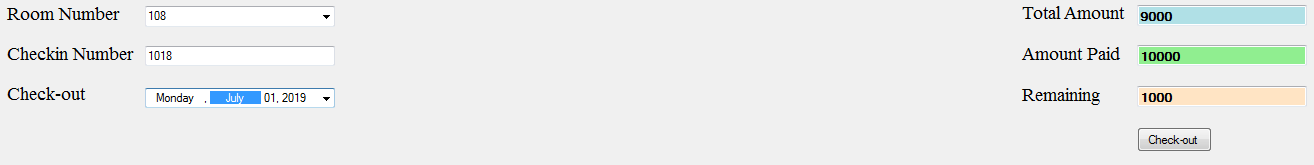 Room Number 108 Total Amount 9000
Checkin Number 1018 Amount Paid 10000
Check-out Monday , July 01, 2019 Remaining 1000
Check-out